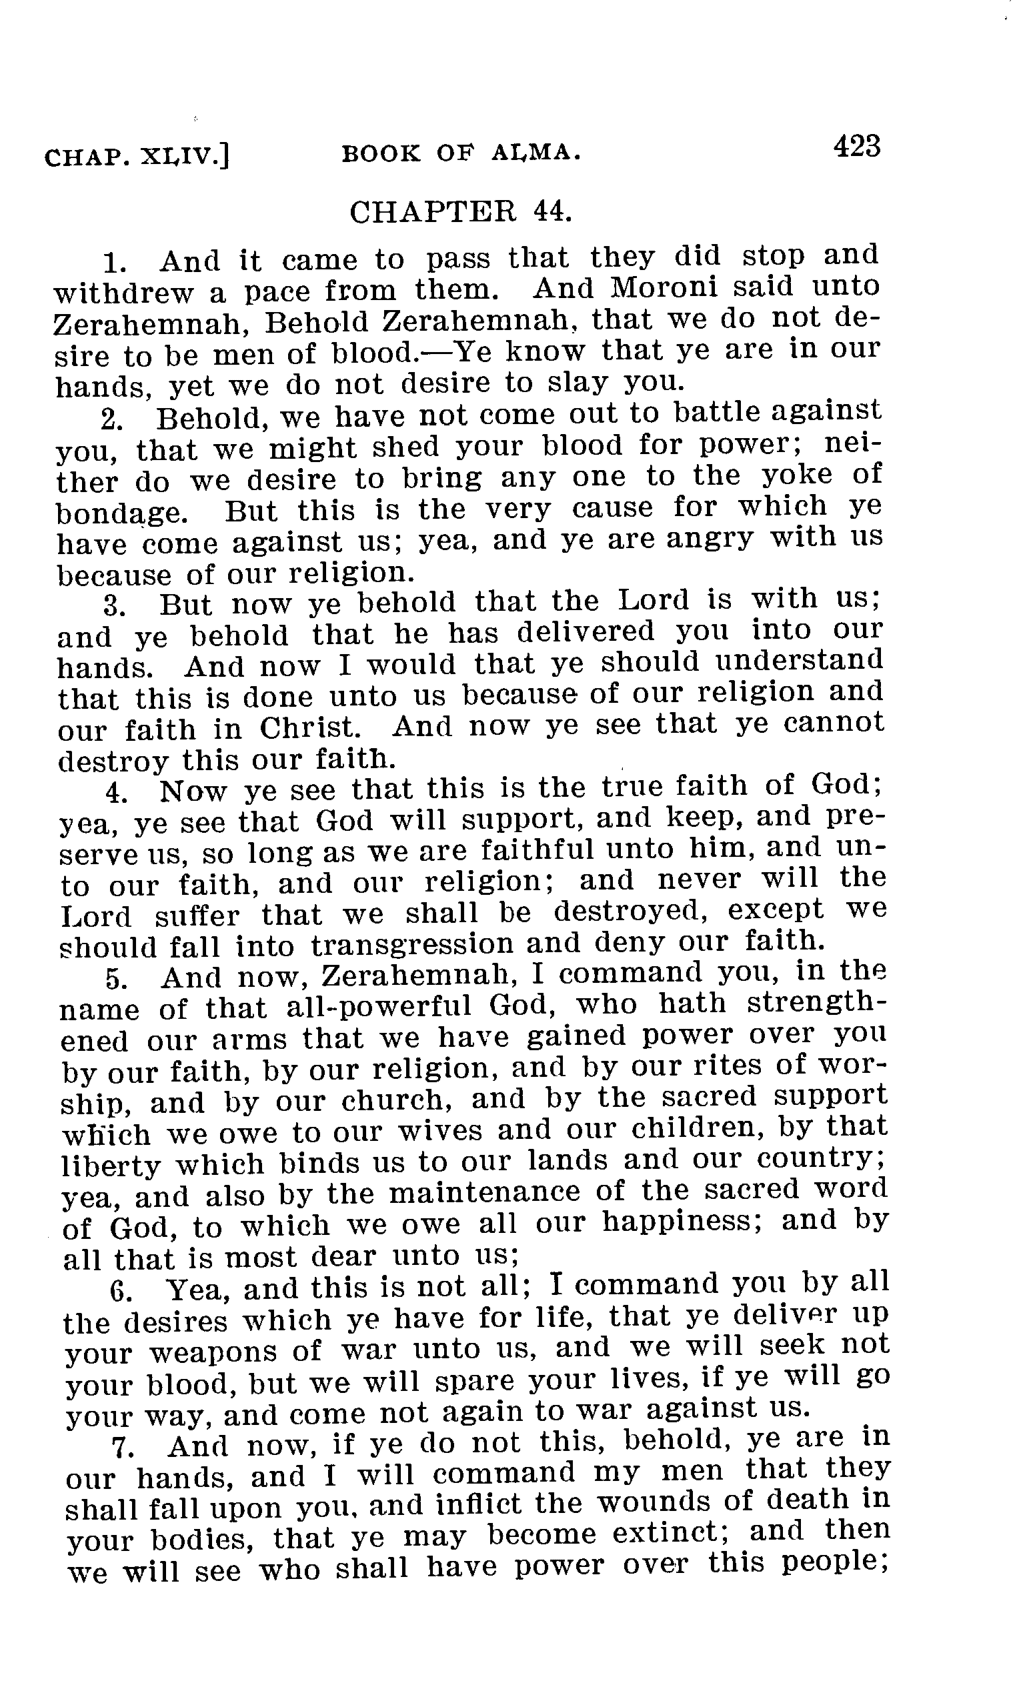 CHAP. XLIV.] BOOK OF ALMA. 423
CHAPTER 44.
1. And it came to pass that they did stop and
withdrew a pace from them. And Moroni said unto
Zerahemnah, Behold Zerahemnah, that we do not de-
sire to be men of blood.—Ye know that ye are in our
hands, yet we do not desire to slay you.
2. Behold, we have not come out to battle against
you, that we might shed your blood for power; nei-
ther do we desire to bring any one to the yoke of
bondage. But this is the very cause for which ye
have come against us; yea, and ye are angry with us
because of our religion.
3. But now ye behold that the Lord is with us;
and ye behold that he has delivered you into our
hands. And now I would that ye should understand
that this is done unto us because of our religion and
our faith in Christ. And now ye see that ye cannot
destroy this our faith.
4. Now ye see that this is the true faith of God;
yea, ye see that God will support, and keep, and pre-
serve us, so long as we are faithful unto him, and un-
to our faith, and our religion; and never will the
Lord suffer that we shall be destroyed, except we
should fall into transgression and deny our faith.
5. And now, Zerahemnah, I command you, in the
name of that all-powerful God, who hath strength-
ened our arms that we have gained power over you
by our faith, by our religion, and by our rites of wor-
ship, and by our church, and by the sacred support
which we owe to our wives and our children, by that
liberty which binds us to our lands and our country;
yea, and also by the maintenance of the sacred word
of God, to which we owe all our happiness; and by
all that is most dear unto us;
6. Yea, and this is not all; I command you by all
the desires which ye have for life, that ye deliver up
your weapons of war unto us, and we will seek not
your blood, but we will spare your lives, if ye will go
your way, and come not again to war against us.
7. And now, if ye do not this, behold, ye are in
our hands, and I will command my men that they
shall fall upon you, and inflict the wounds of death in
your bodies, that ye may become extinct; and then
we will see who shall have power over this people;